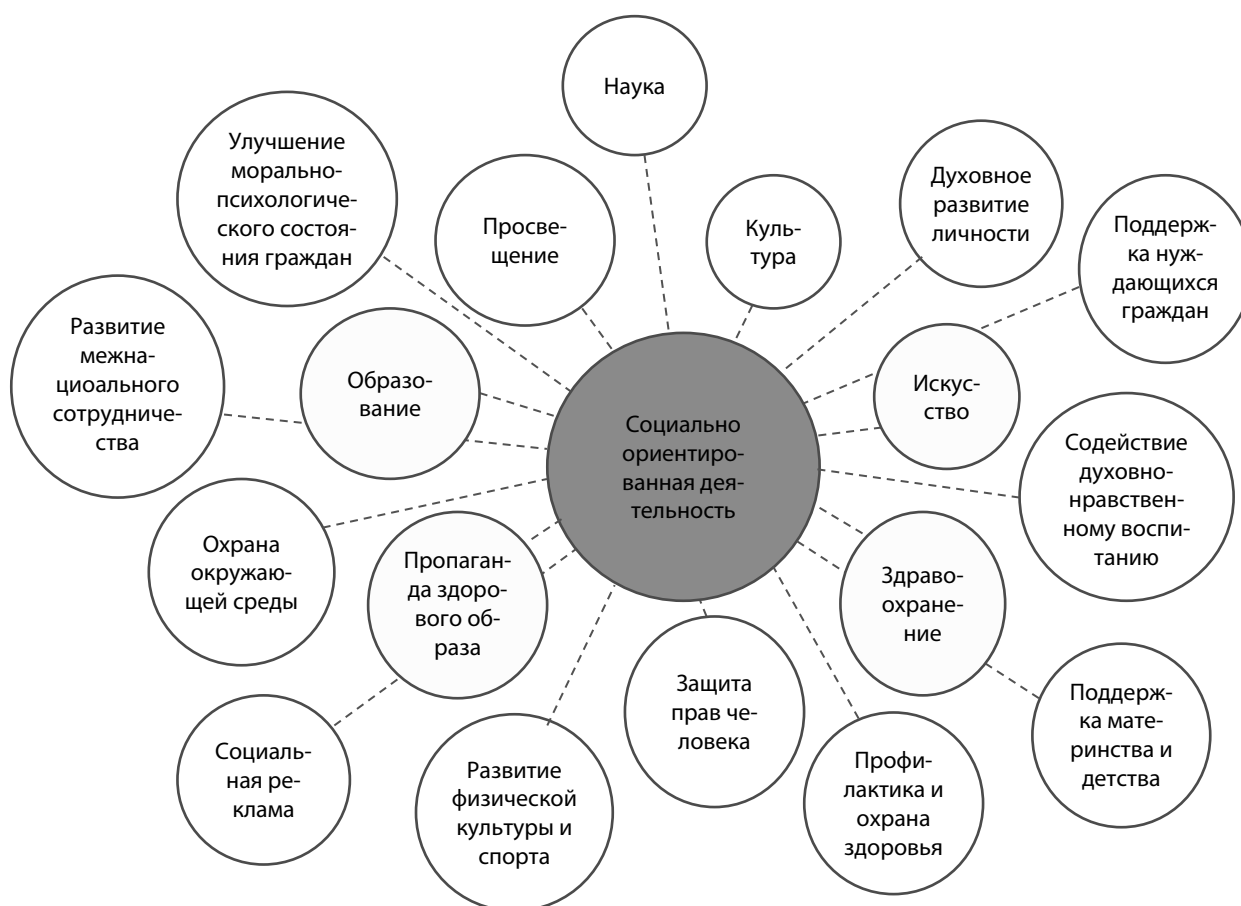 Наука
Улучшение
морально-
психологиче-
ского состоя-
ния граждан
Просве-
щение
Куль-
тура
Духовное
развитие
личности
Поддерж-
ка нуж-
дающихся
граждан
Развитие
межна-
циоального
сотрудниче-
ства
Образо-
вание
Искус-
ство
Социально
ориентиро-
ванная дея-
тельность
Содействие
духовно-
нравствен-
ному воспи-
танию
Охрана
окружаю-
щей среды
Пропаган-
да здоро-
вого об-
раза
Здраво-
охране-
ние
Защита
прав че-
ловека
Поддерж-
ка мате-
ринства и
детства
Социаль-
ная ре-
клама
Развитие
физической
культуры и
спорта
Профи-
лактика и
охрана
здоровья